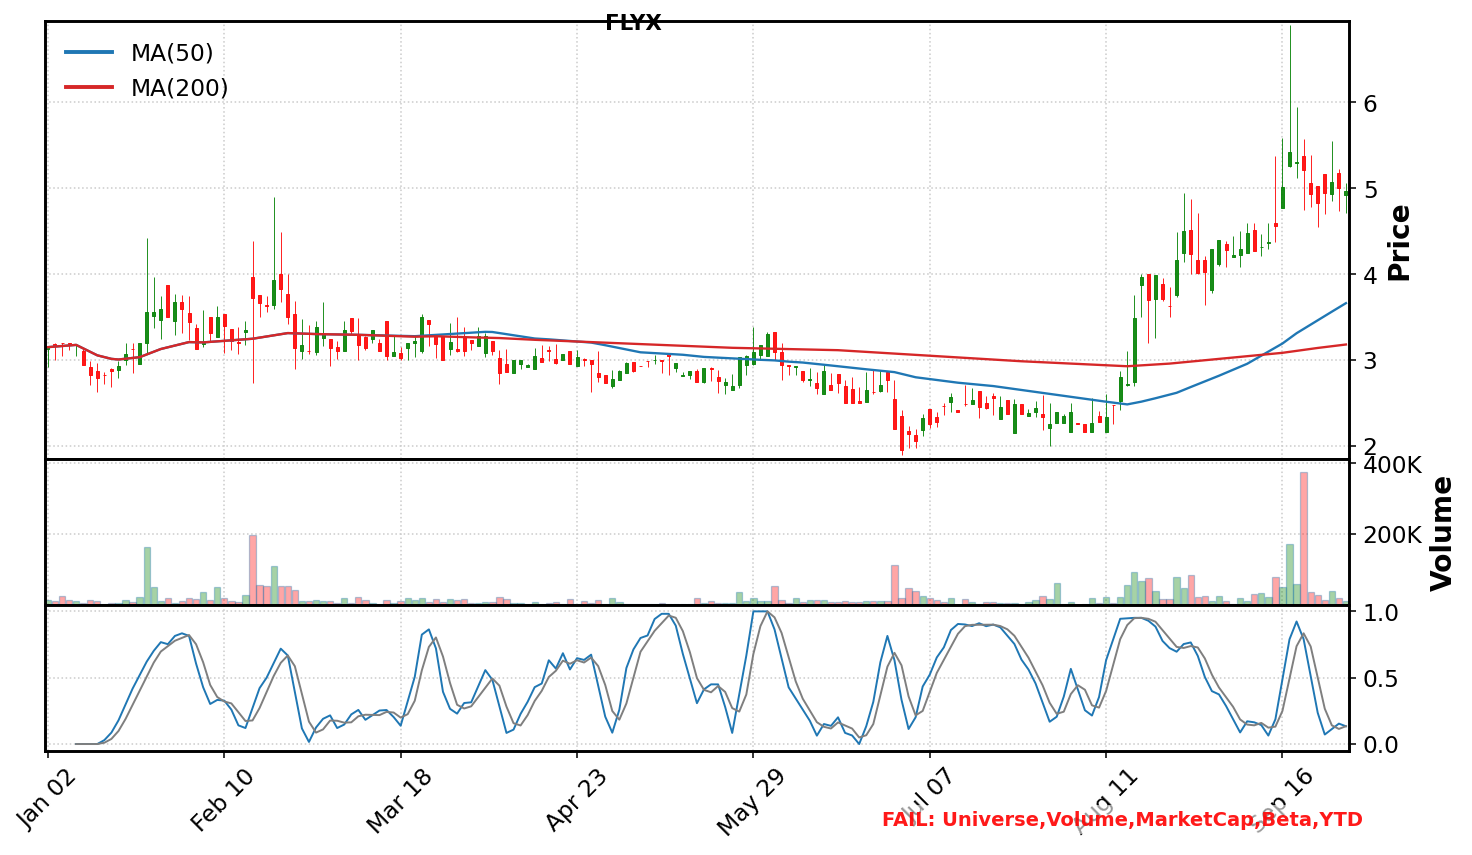 FLYX
MA(50)
MA(200)
6
5
4
3
2
Price
400K
200K
Volume
1.0
0.5
0.0
Jan 02
Feb 10
Mar 18
Apr 23
May 29
Jul 07
Aug 11
Sep 16
FAIL: Universe,Volume,MarketCap,Beta,YTD